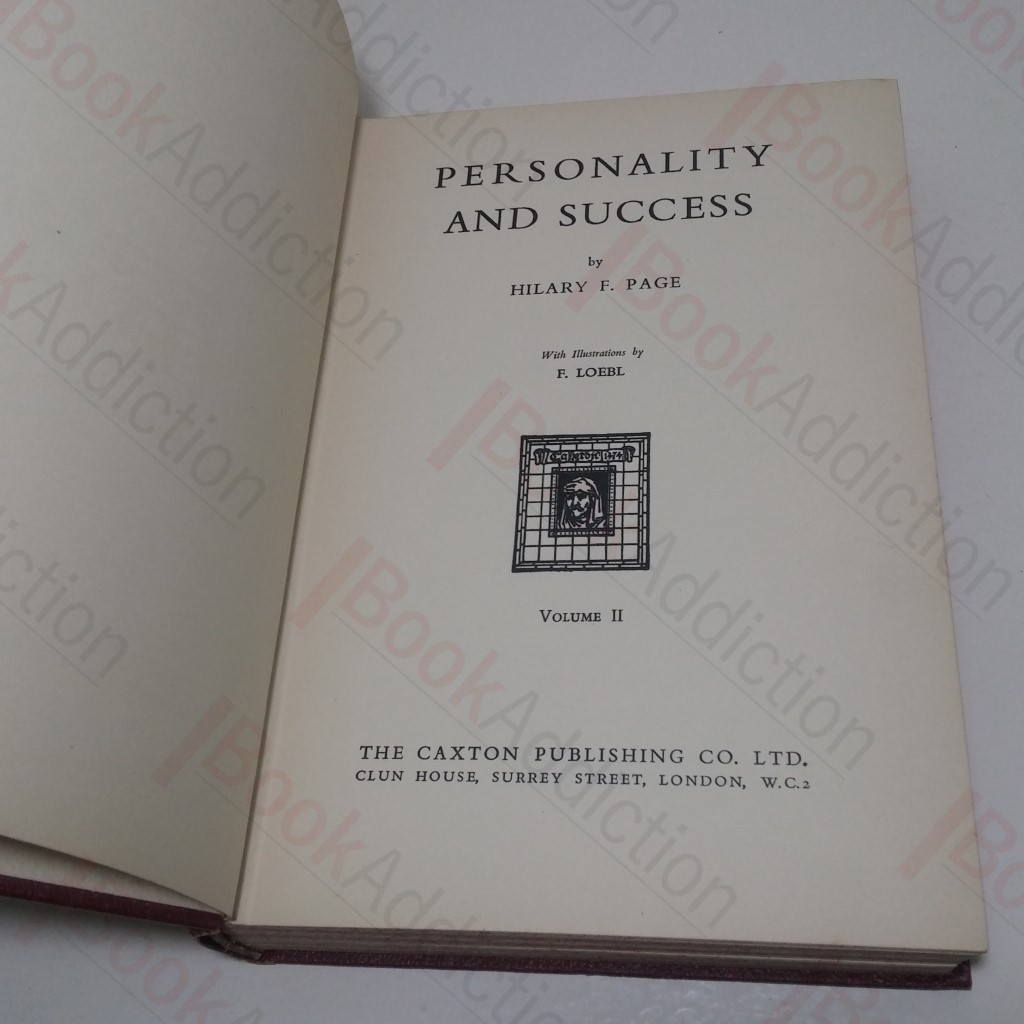 PERSONALITY
AND SUCCESS
by
HILARY F. PAGE
With Illustrations by
F. LOEBL
VOLUME II
THE CAXTON PUBLISHING CO. LTD.
CLUN HOUSE, SURREY STREET, LONDON, W.C.2
BookAddiction